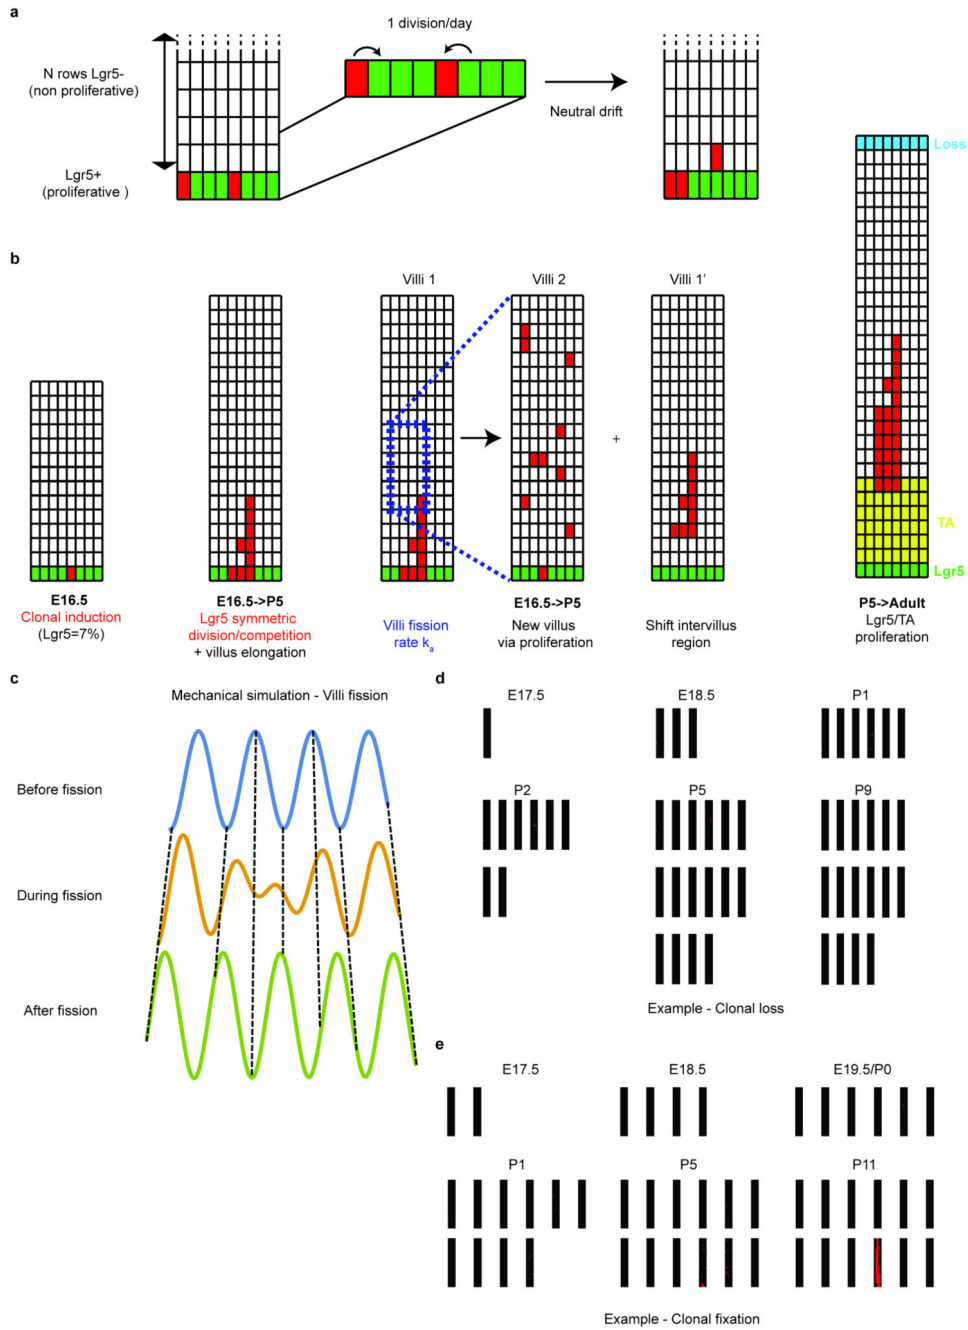 a
1 division/day
N rows Lgr5-
(non proliferative)
Neutral drift
Lgr5+
(proliferative )
Loss
TA
Lgr5
P5->Adult
Lgr5/TA
proliferation
b
Villi 1
Villi 2
Villi 1'
+
E16.5
Clonal induction
(Lgr5=7%)
E16.5->P5
Lgr5 symmetric
division/competition
+ villus elongation
Villi fission
rate ka
E16.5->P5
New villus
via proliferation
Shift intervillus
region
c
Mechanical simulation - Villi fission
Before fission
During fission
After fission
d
E17.5
E18.5
P1
P2
P5
P9
Example - Clonal loss
e
E17.5
E18.5
E19.5/P0
P1
P5
P11
Example - Clonal fixation